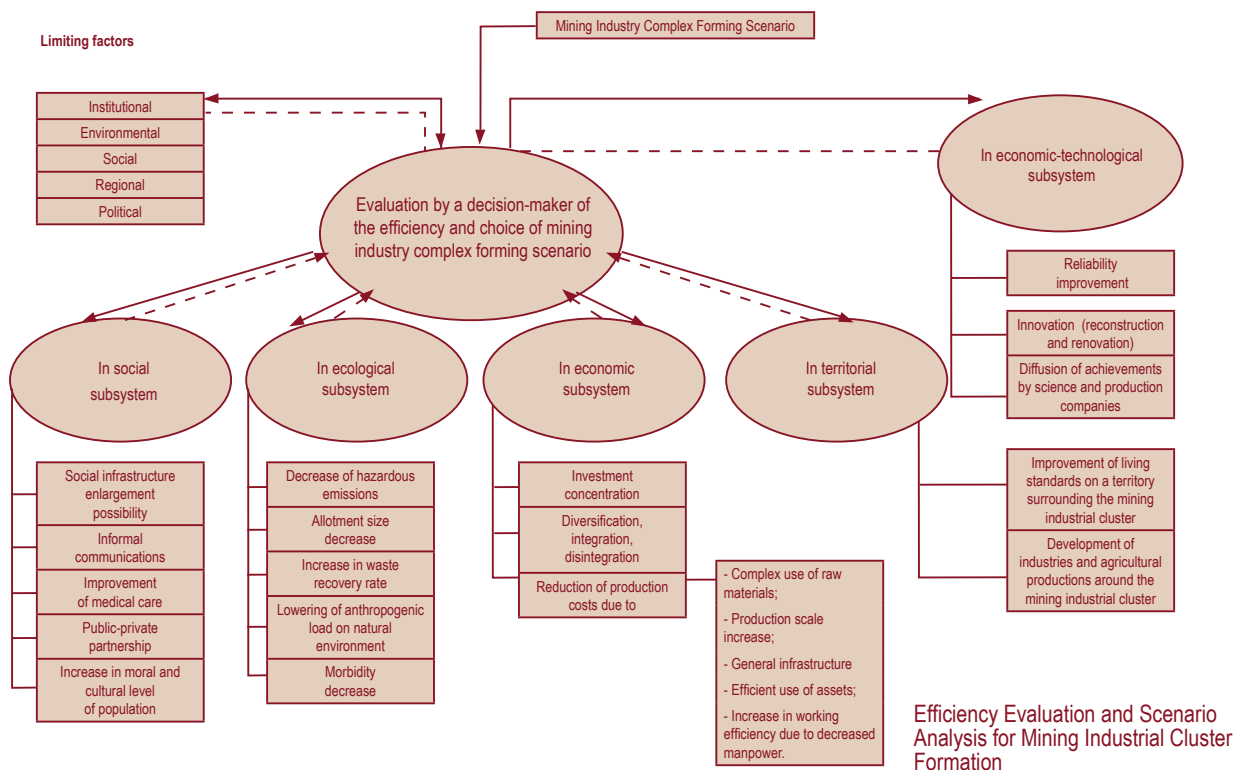 Mining Industry Complex Forming Scenario
Limiting factors
Institutional
Environmental
Social
Regional
Political
Evaluation by a decision-maker of
the efficiency and choice of mining
industry complex forming scenario
In economic-technological
subsystem
Reliability
improvement
Innovation (reconstruction
and renovation)
Diffusion of achievements
by science and production
companies
In social
subsystem
In ecological
subsystem
In economic
subsystem
In territorial
subsystem
Social infrastructure
enlargement
possibility
Informal
communications
Improvement
of medical care
Public-private
partnership
Increase in moral and
cultural level
of population
Decrease of hazardous
emissions
Allotment size
decrease
Increase in waste
recovery rate
Lowering of anthropogenic
load on natural
environment
Morbidity
decrease
Investment
concentration
Diversification,
integration,
disintegration
Reduction of production
costs due to
- Complex use of raw
materials;
- Production scale
increase;
- General infrastructure
- Efficient use of assets;
- Increase in working
efficiency due to decreased
manpower.
Improvement of living
standards on a territory
surrounding the mining
industrial cluster
Development of
industries and agricultural
productions around the
mining industrial cluster
Efficiency Evaluation and Scenario
Analysis for Mining Industrial Cluster
Formation